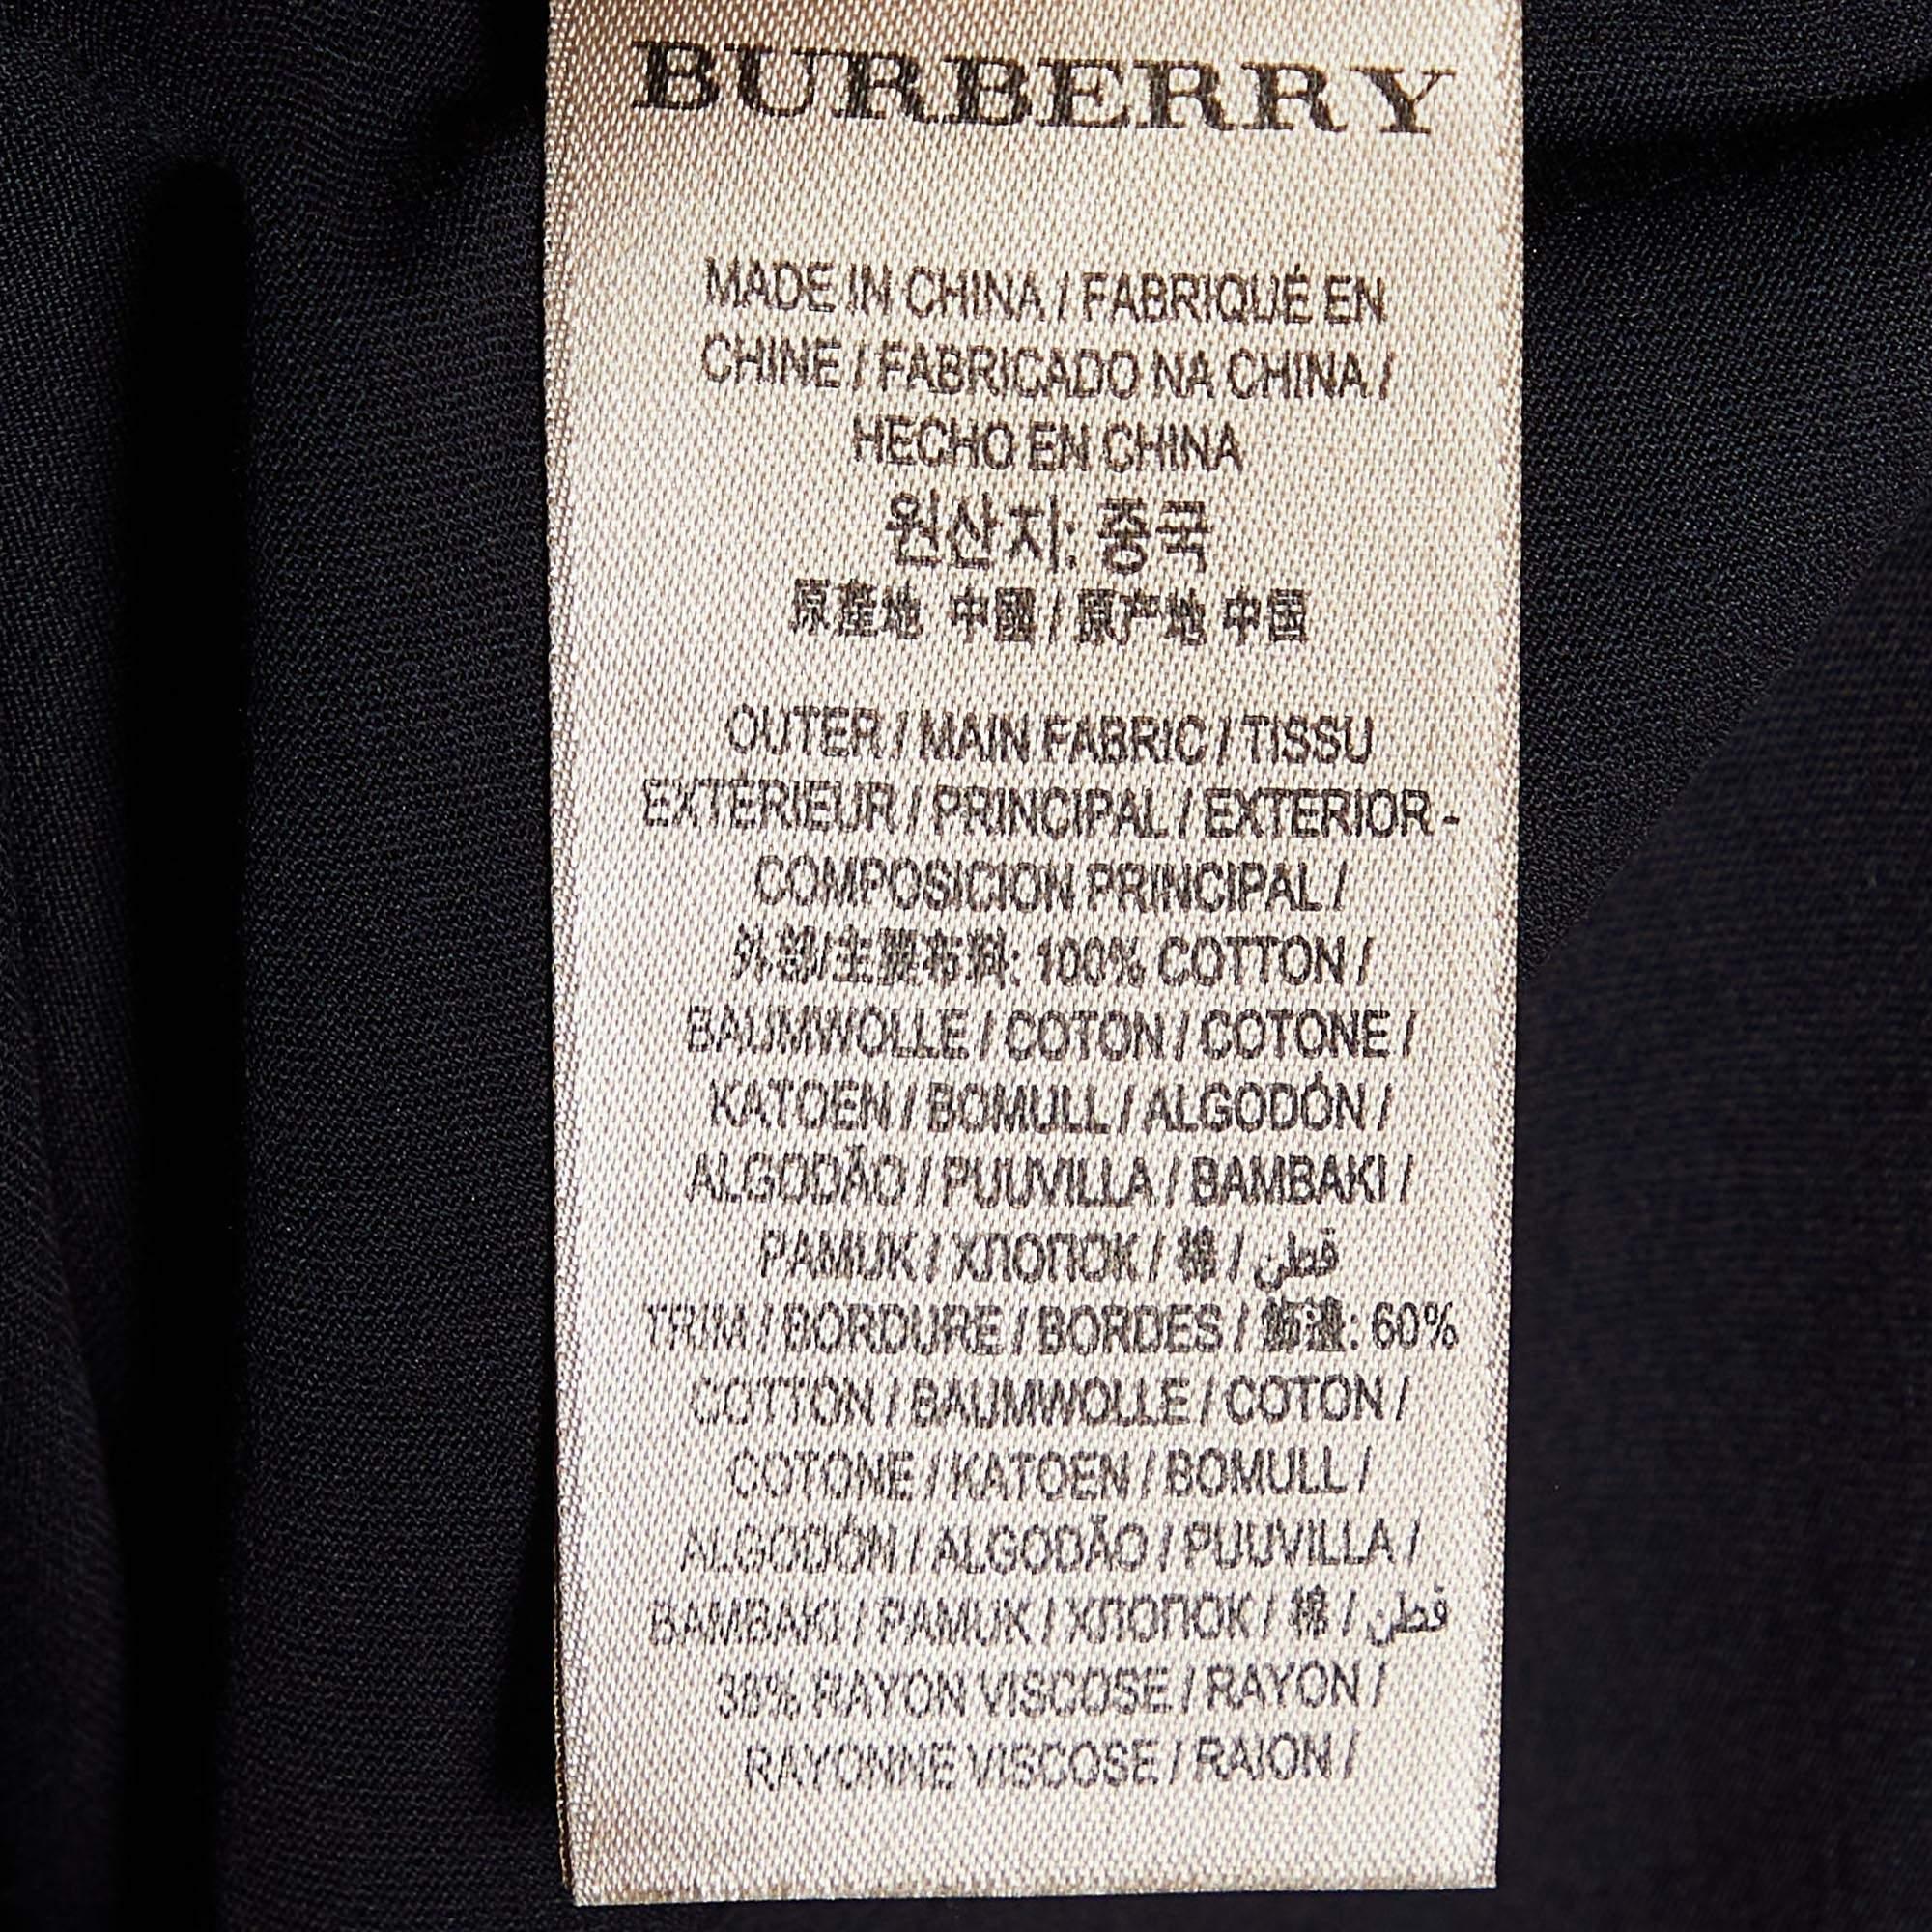 BURBERRY
MADE IN CHINA / FABRIQUÉ EN
CHINE / FABRICADO NA CHINA /
HECHO EN CHINA
원산지: 중국
原產地 中國 / 原产地 中国
OUTER / MAIN FABRIC / TISSU
EXTERIEUR / PRINCIPAL / EXTERIOR -
COMPOSICION PRINCIPAL /
外部/主要布料: 100% COTTON /
BAUMWOLLE / COTON / COTONE /
KATOEN / BOMULL / ALGODÓN /
ALGODÃO / PUUVILLA / BAMBAKI /
PAMUK / ХЛОПОК / 棉 / قطن
TRIM / BORDURE / BORDES / 飾邊: 60%
COTTON / BAUMWOLLE / COTON /
COTONE / KATOEN / BOMULL /
ALGODÓN / ALGODÃO / PUUVILLA /
BAMBAKI / PAMUK / ХЛОПОК / 棉 / قطن
38% RAYON VISCOSE / RAYON /
RAYONNE VISCOSE / RAION /